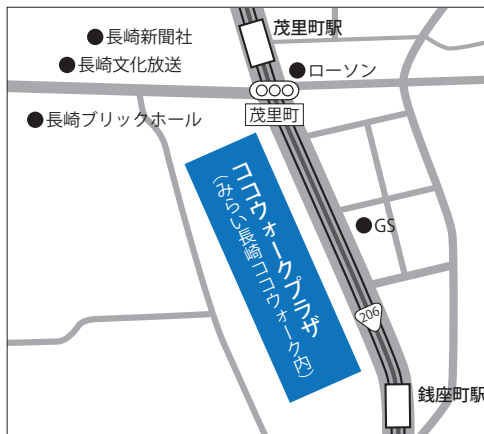 茂里町駅
長崎新聞社
長崎文化放送
ローソン
茂里町
長崎ブリックホール
ココウォークプラザ
(みらい長崎ココウォーク内)
GS
206
銭座町駅